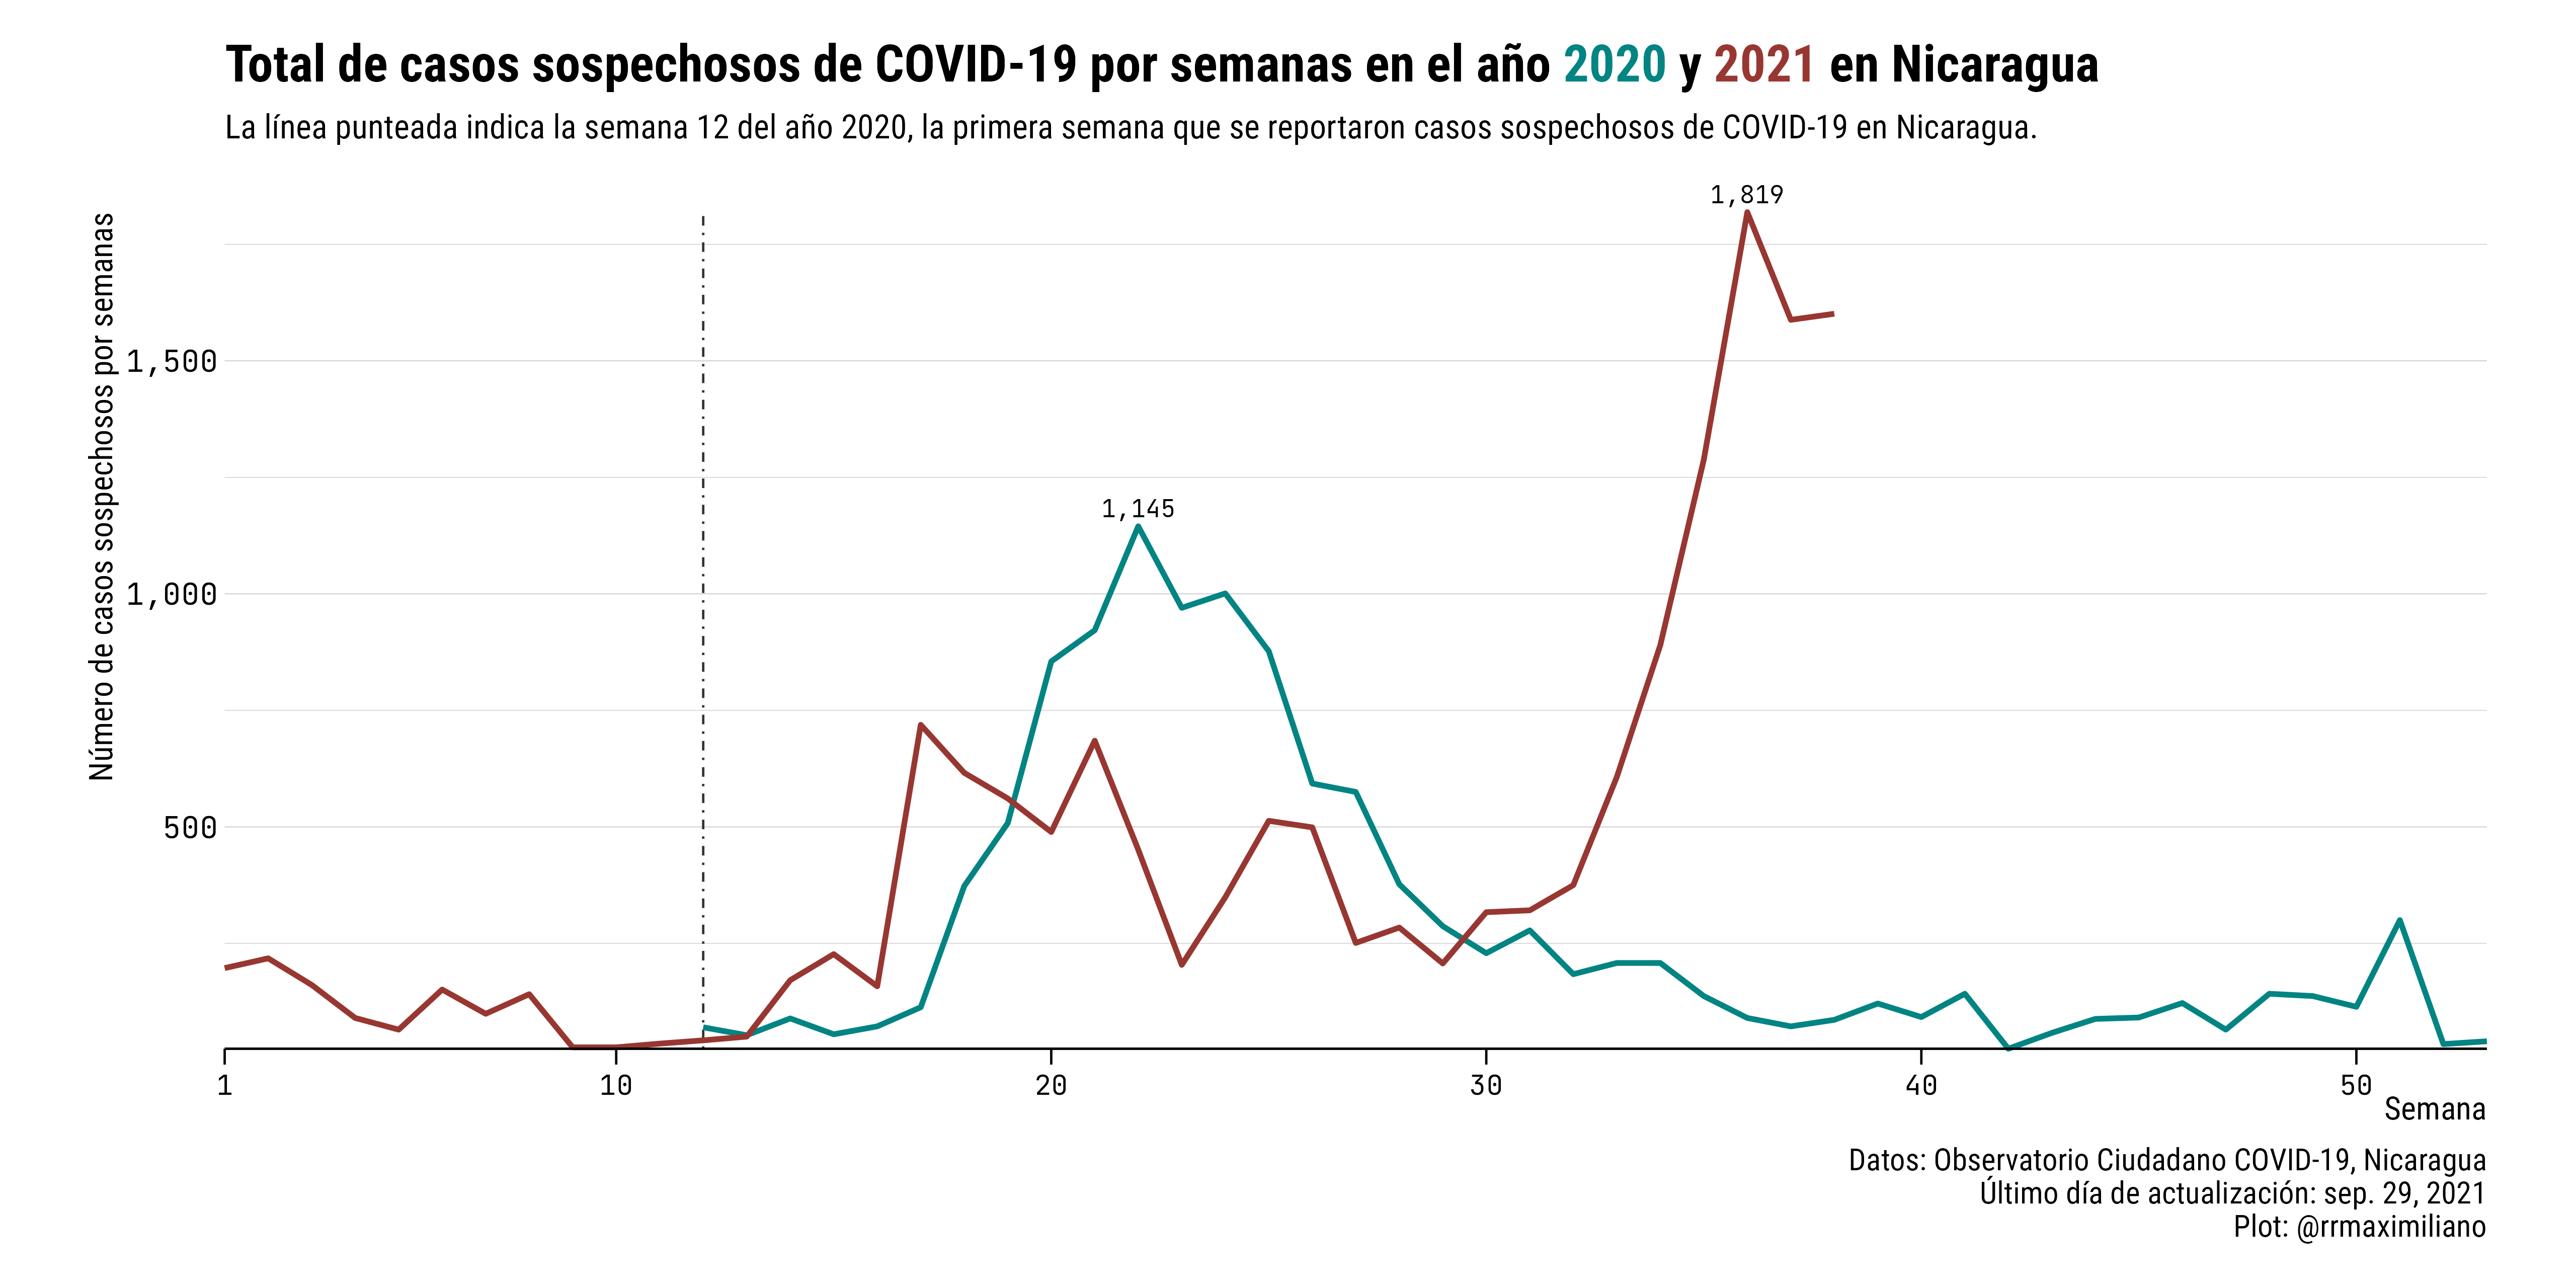 Total de casos sospechosos de COVID-19 por semanas en el año 2020 y 2021 en Nicaragua
La línea punteada indica la semana 12 del año 2020, la primera semana que se reportaron casos sospechosos de COVID-19 en Nicaragua.
Número de casos sospechosos por semanas
1,819
1,500
1,145
1,000
500
1 10 20 30 40 50
Semana
Datos: Observatorio Ciudadano COVID-19, Nicaragua
Último día de actualización: sep. 29, 2021
Plot: @rrmaximiliano